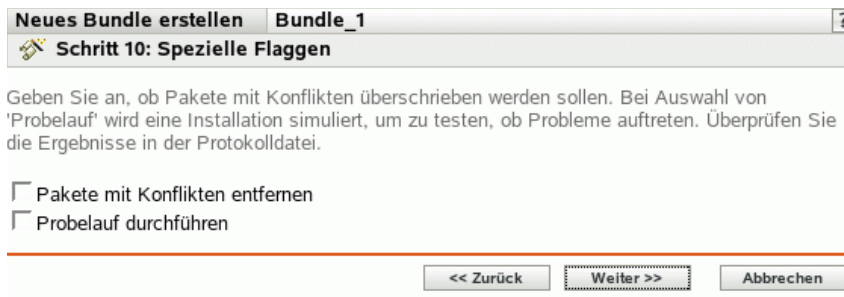 Neues Bundle erstellen Bundle_1
Schritt 10: Spezielle Flaggen
Geben Sie an, ob Pakete mit Konflikten überschrieben werden sollen. Bei Auswahl von
'Probelauf' wird eine Installation simuliert, um zu testen, ob Probleme auftreten. Überprüfen Sie
die Ergebnisse in der Protokolldatei.
Pakete mit Konflikten entfernen
Probelauf durchführen
<< Zurück Weiter >> Abbrechen